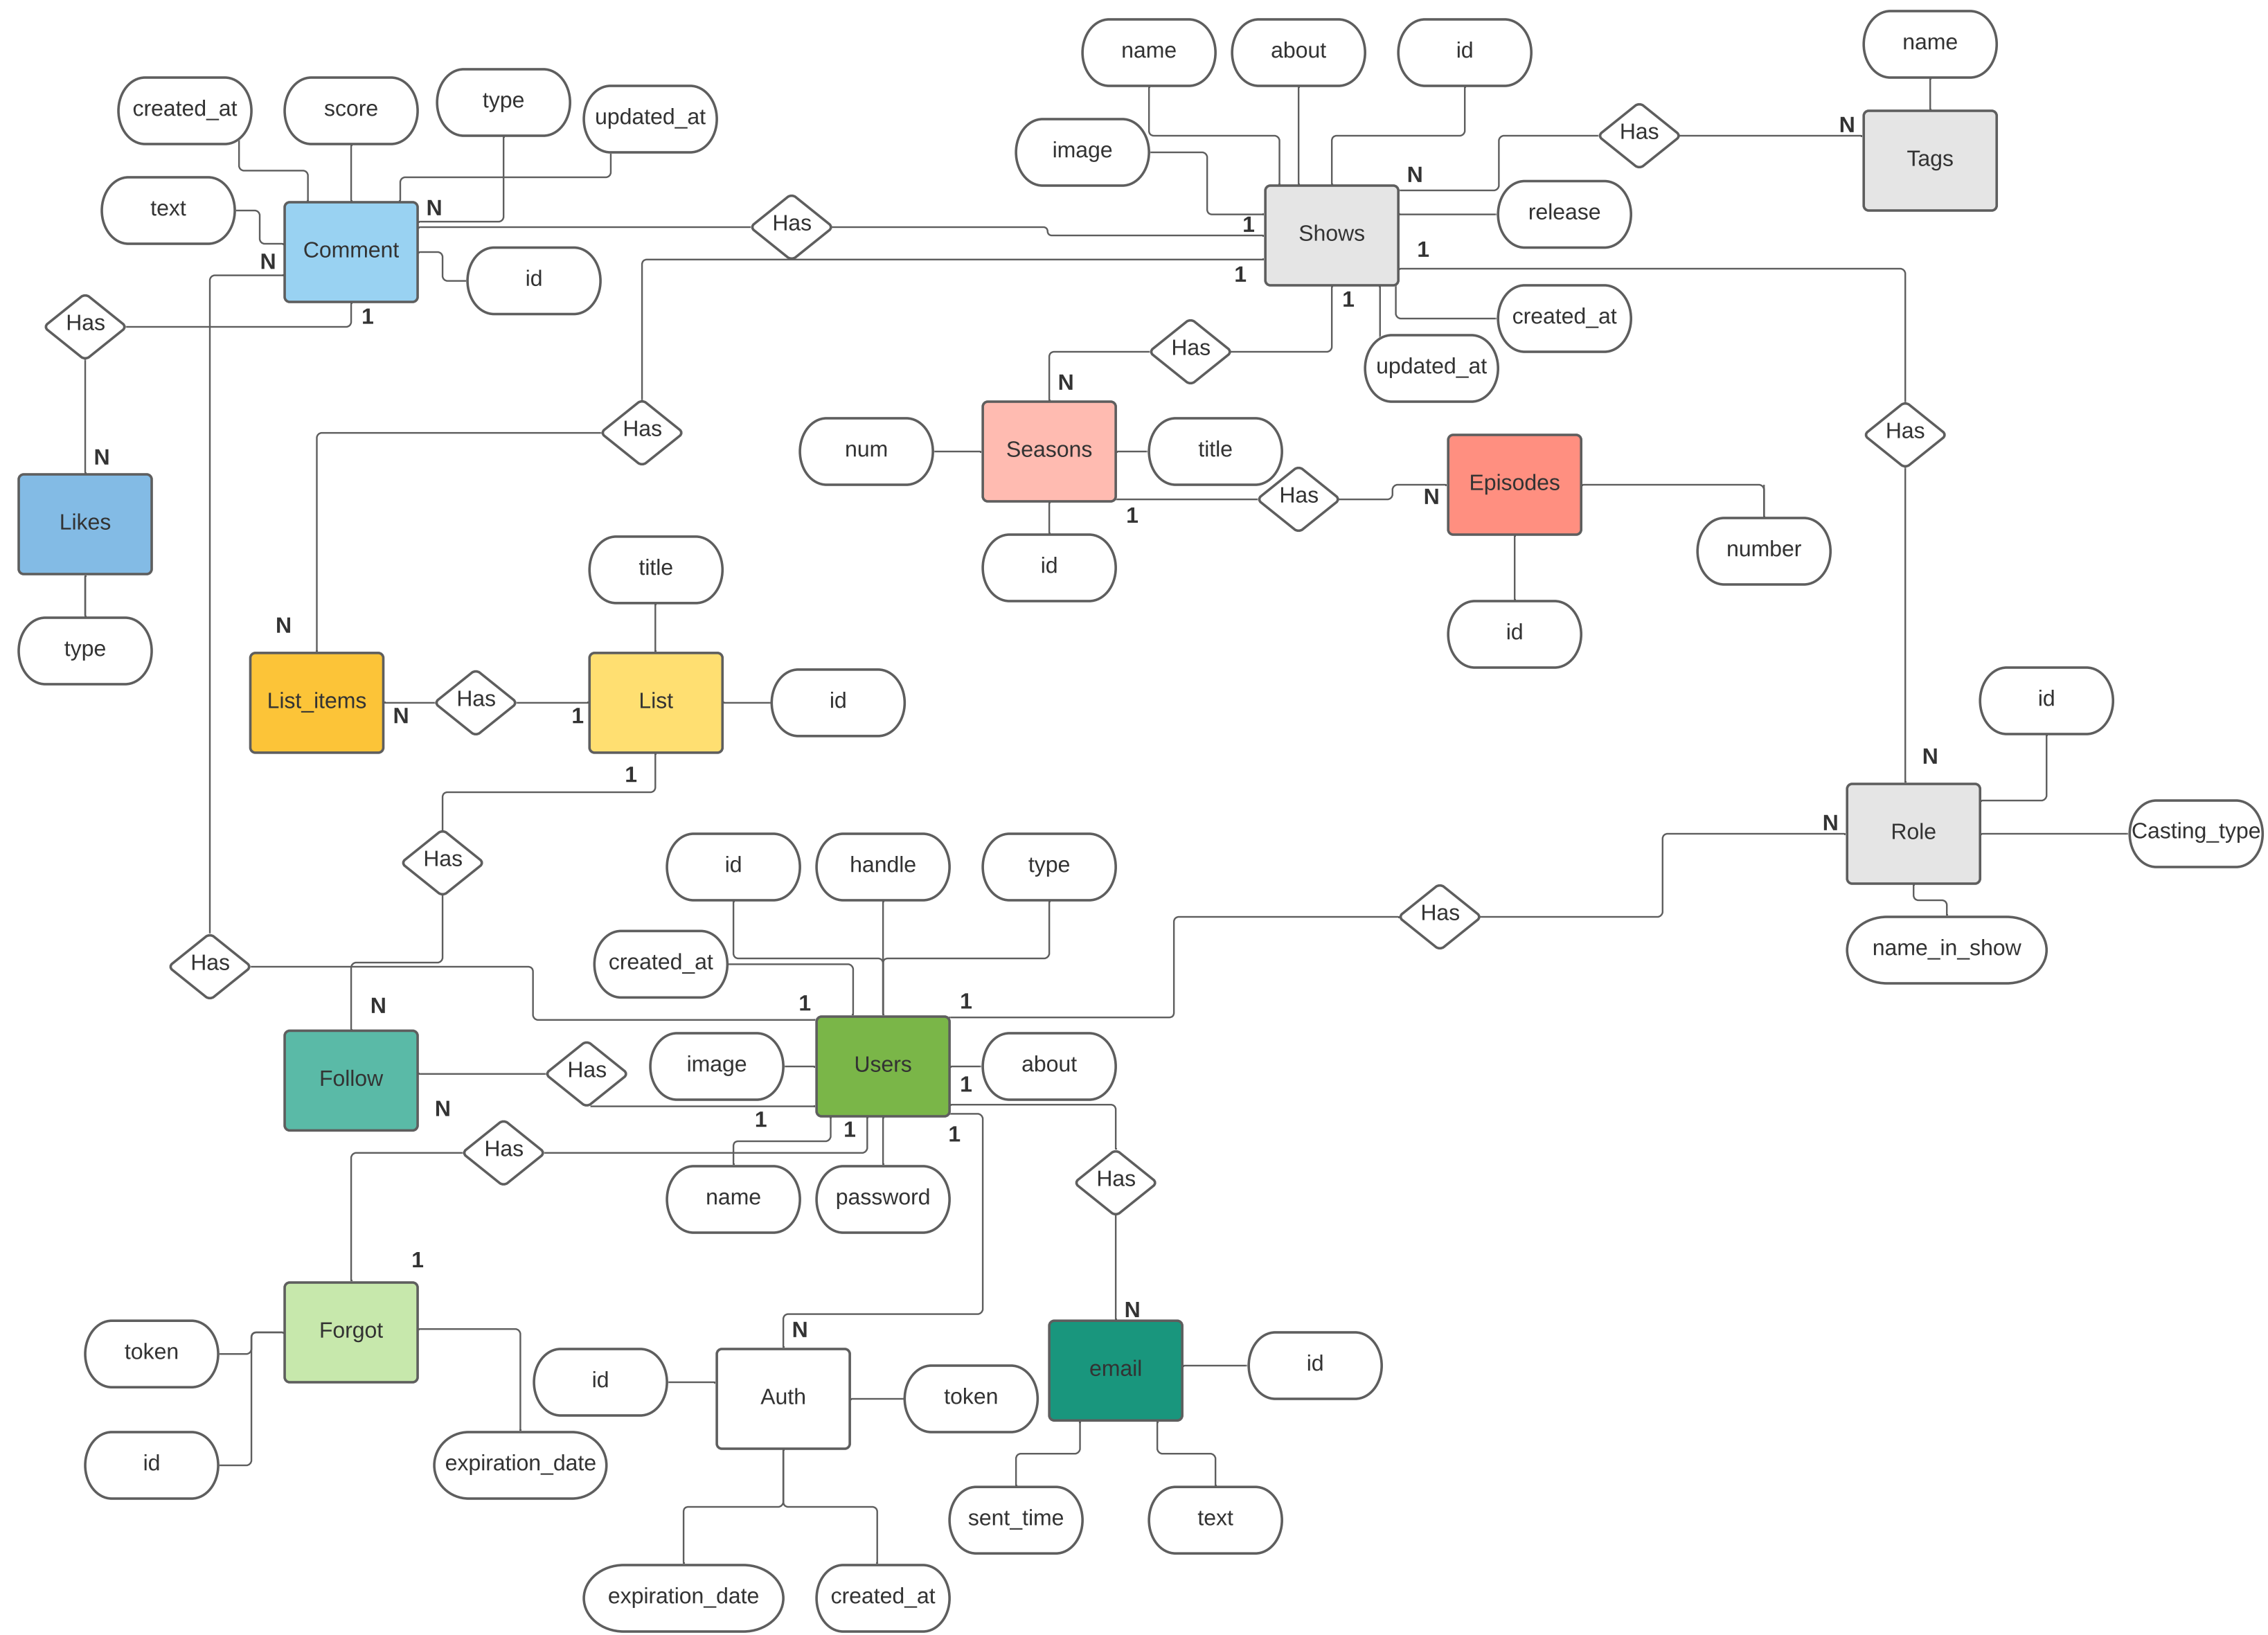 name
name
about
id
created_at
score
type
updated_at
image
Has
N
Tags
text
N
N
release
Comment
Has
1
Shows
1
N
id
1
1
created_at
Has
1
Has
updated_at
N
Has
Has
num
Seasons
title
Episodes
N
Has
N
1
Likes
number
title
id
type
N
id
List_items
N
Has
1
List
id
id
1
N
Has
id
handle
type
N
Role
Casting_type
Has
Has
created_at
name_in_show
N
1
1
Follow
Has
image
Users
about
1
N
1
1
1
Has
name
password
Has
1
Forgot
N
N
token
id
Auth
token
email
id
id
expiration_date
sent_time
text
expiration_date
created_at